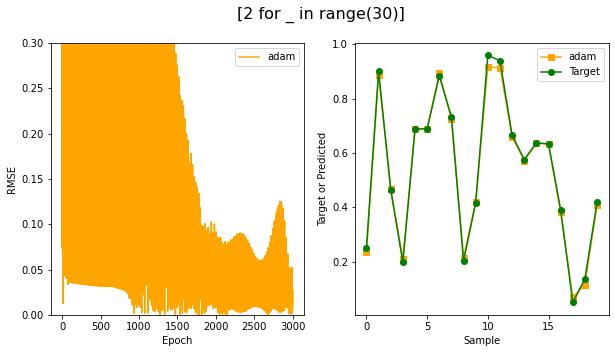 [2 for _ in range(30)]
0.30
0.25
0.20
0.15
0.10
0.05
0.00
RMSE
0 500 1000 1500 2000 2500 3000
Epoch
adam
1.0
0.8
0.6
0.4
0.2
Target or Predicted
0 5 10 15
Sample
adam
Target